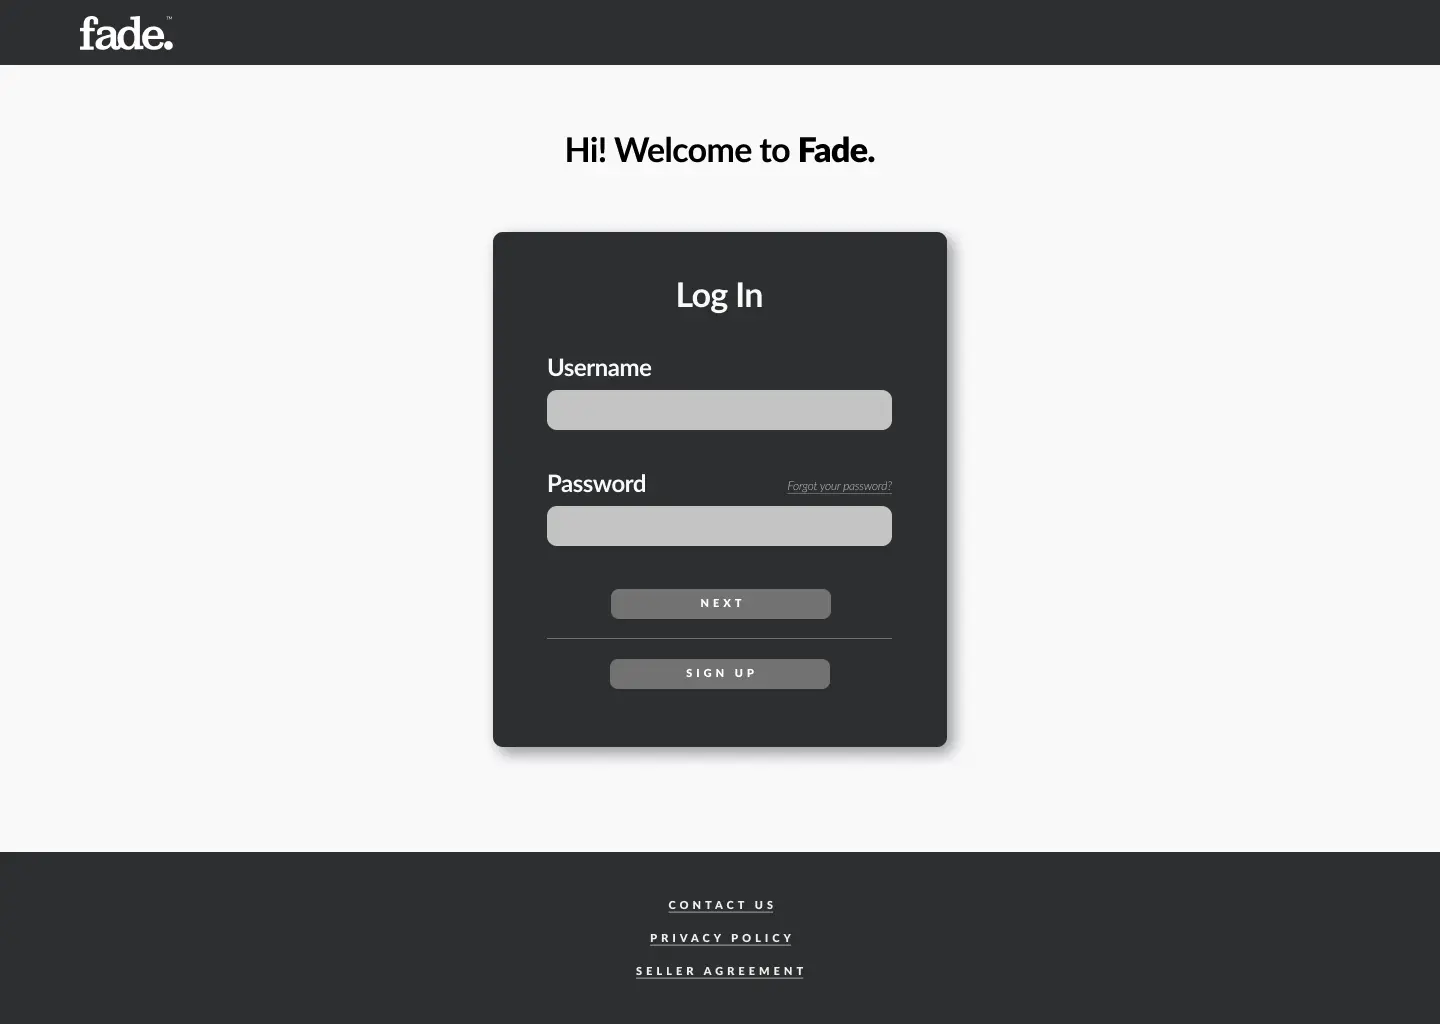 fade.™
Hi! Welcome to Fade.
Log In
Username
Password
Forgot your password?
NEXT
SIGN UP
CONTACT US
PRIVACY POLICY
SELLER AGREEMENT